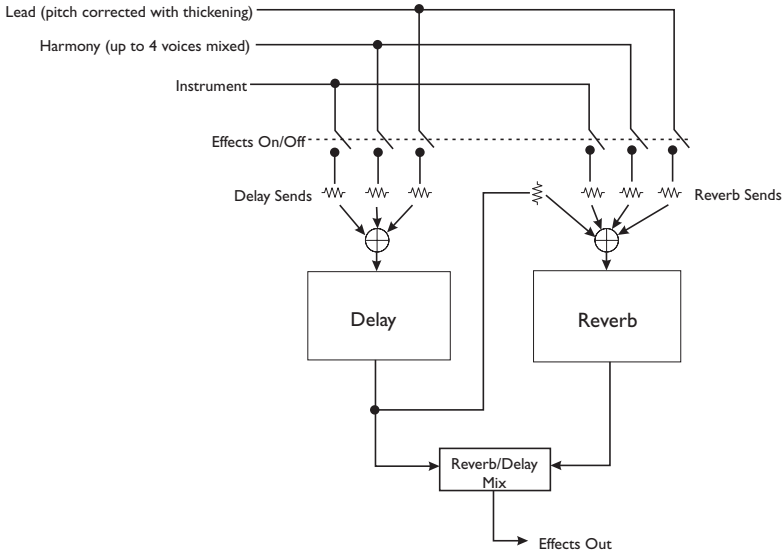 Lead (pitch corrected with thickening)
Harmony (up to 4 voices mixed)
Instrument
Effects On/Off
Delay Sends
Reverb Sends
Delay
Reverb
Reverb/Delay
Mix
Effects Out